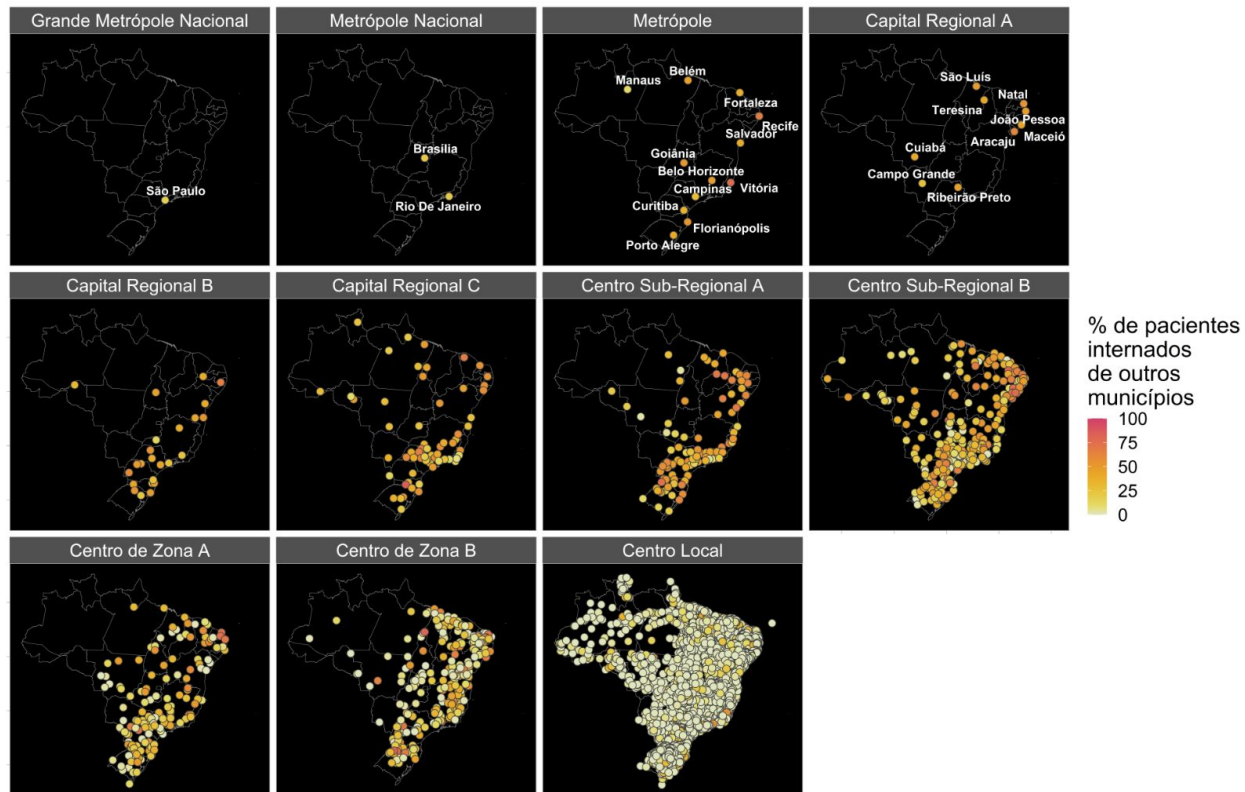 Grande Metrópole Nacional
São Paulo
Metrópole Nacional
Brasília
Rio De Janeiro
Metrópole
Manaus
Belém
Fortaleza
Recife
Salvador
Goiânia
Belo Horizonte
Campinas
Vitória
Curitiba
Florianópolis
Porto Alegre
Capital Regional A
São Luís
Natal
Teresina
João Pessoa
Aracaju
Maceió
Cuiabá
Campo Grande
Ribeirão Preto
Capital Regional B
Capital Regional C
Centro Sub-Regional A
Centro Sub-Regional B
Centro de Zona A
Centro de Zona B
Centro Local
% de pacientes
internados
de outros
municípios
100
75
50
25
0